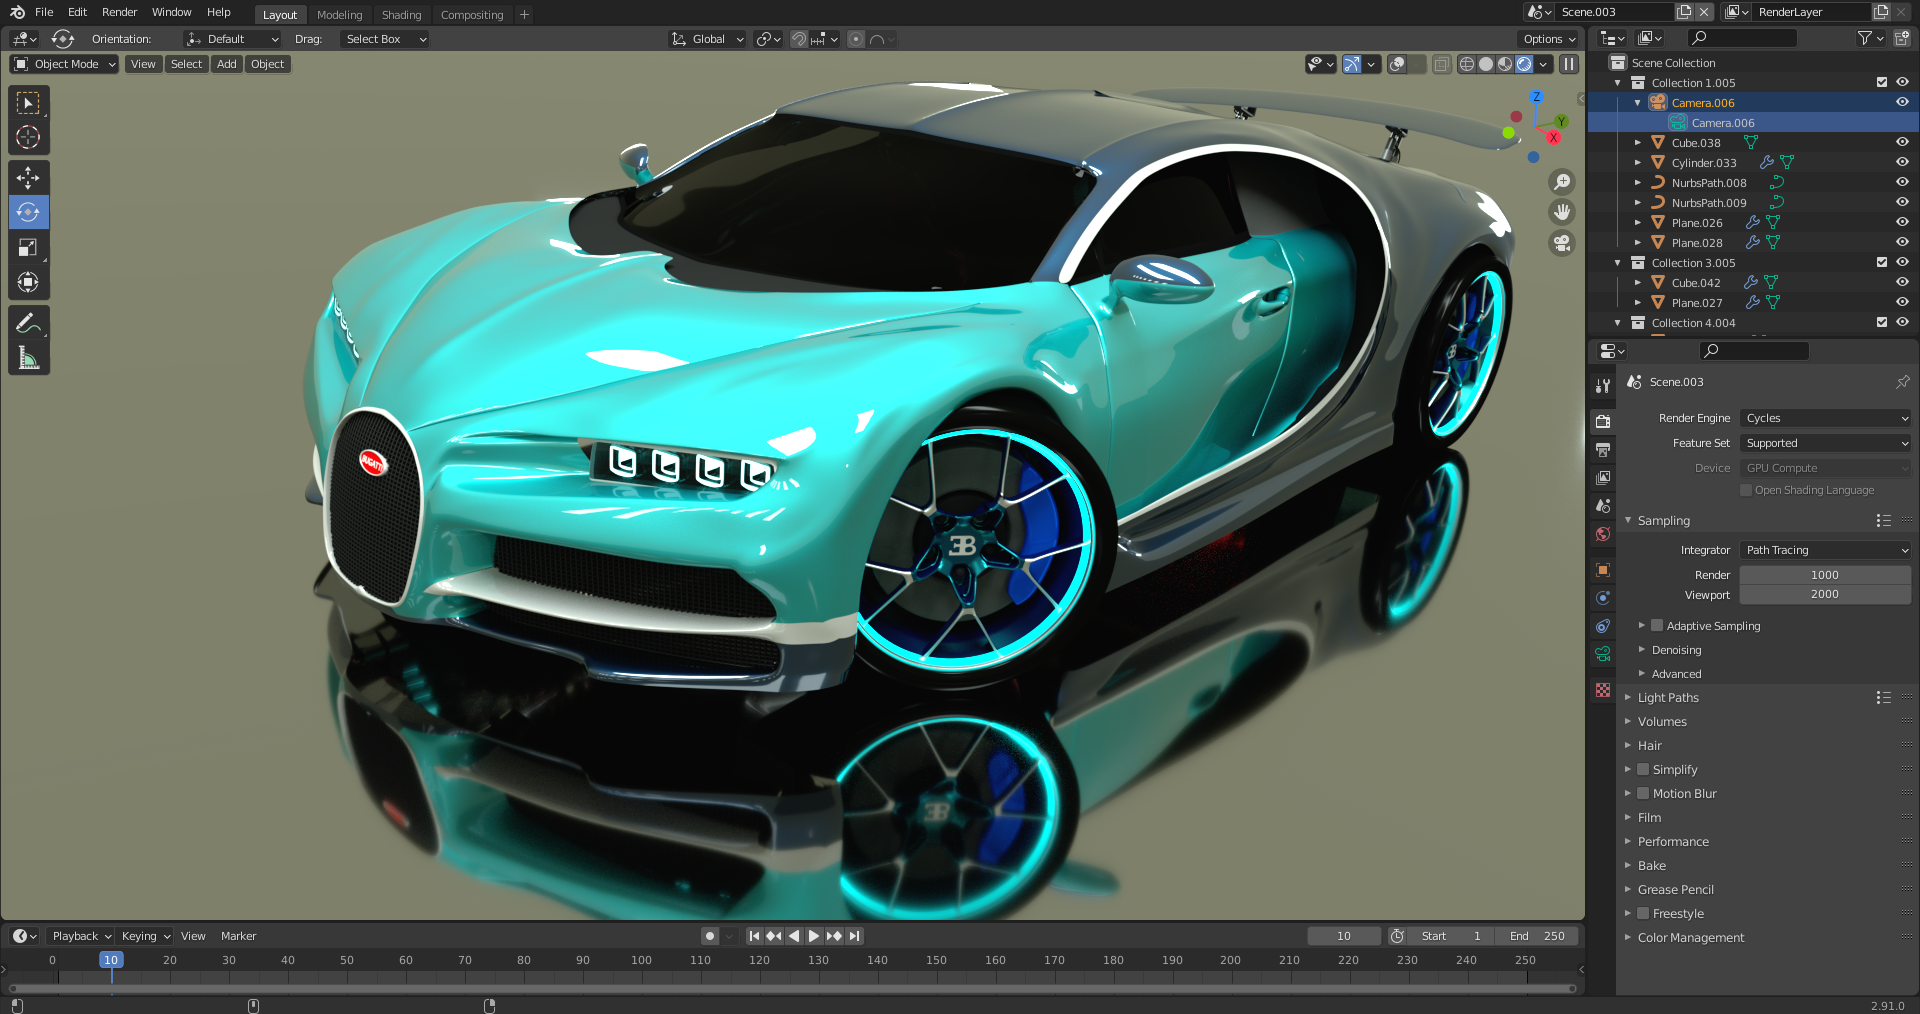 File Edit Render Window Help Layout Modeling Shading Compositing + Scene.003 RenderLayer
Orientation: Default Drag: Select Box Global Options
Object Mode View Select Add Object
Scene Collection
Collection 1.005
Camera.006
Camera.006
Cube.038
Cylinder.033
NurbsPath.008
NurbsPath.009
Plane.026
Plane.028
Collection 3.005
Cube.042
Plane.027
Collection 4.004
Z
Y
X
BUGATTI
EB
EB
EB
Scene.003
Render Engine Cycles
Feature Set Supported
Device GPU Compute
Open Shading Language
Sampling
Integrator Path Tracing
Render 1000
Viewport 2000
Adaptive Sampling
Denoising
Advanced
Light Paths
Volumes
Hair
Simplify
Motion Blur
Film
Performance
Bake
Grease Pencil
Freestyle
Color Management
Playback Keying View Marker 10 Start 1 End 250
0 10 20 30 40 50 60 70 80 90 100 110 120 130 140 150 160 170 180 190 200 210 220 230 240 250
2.91.0